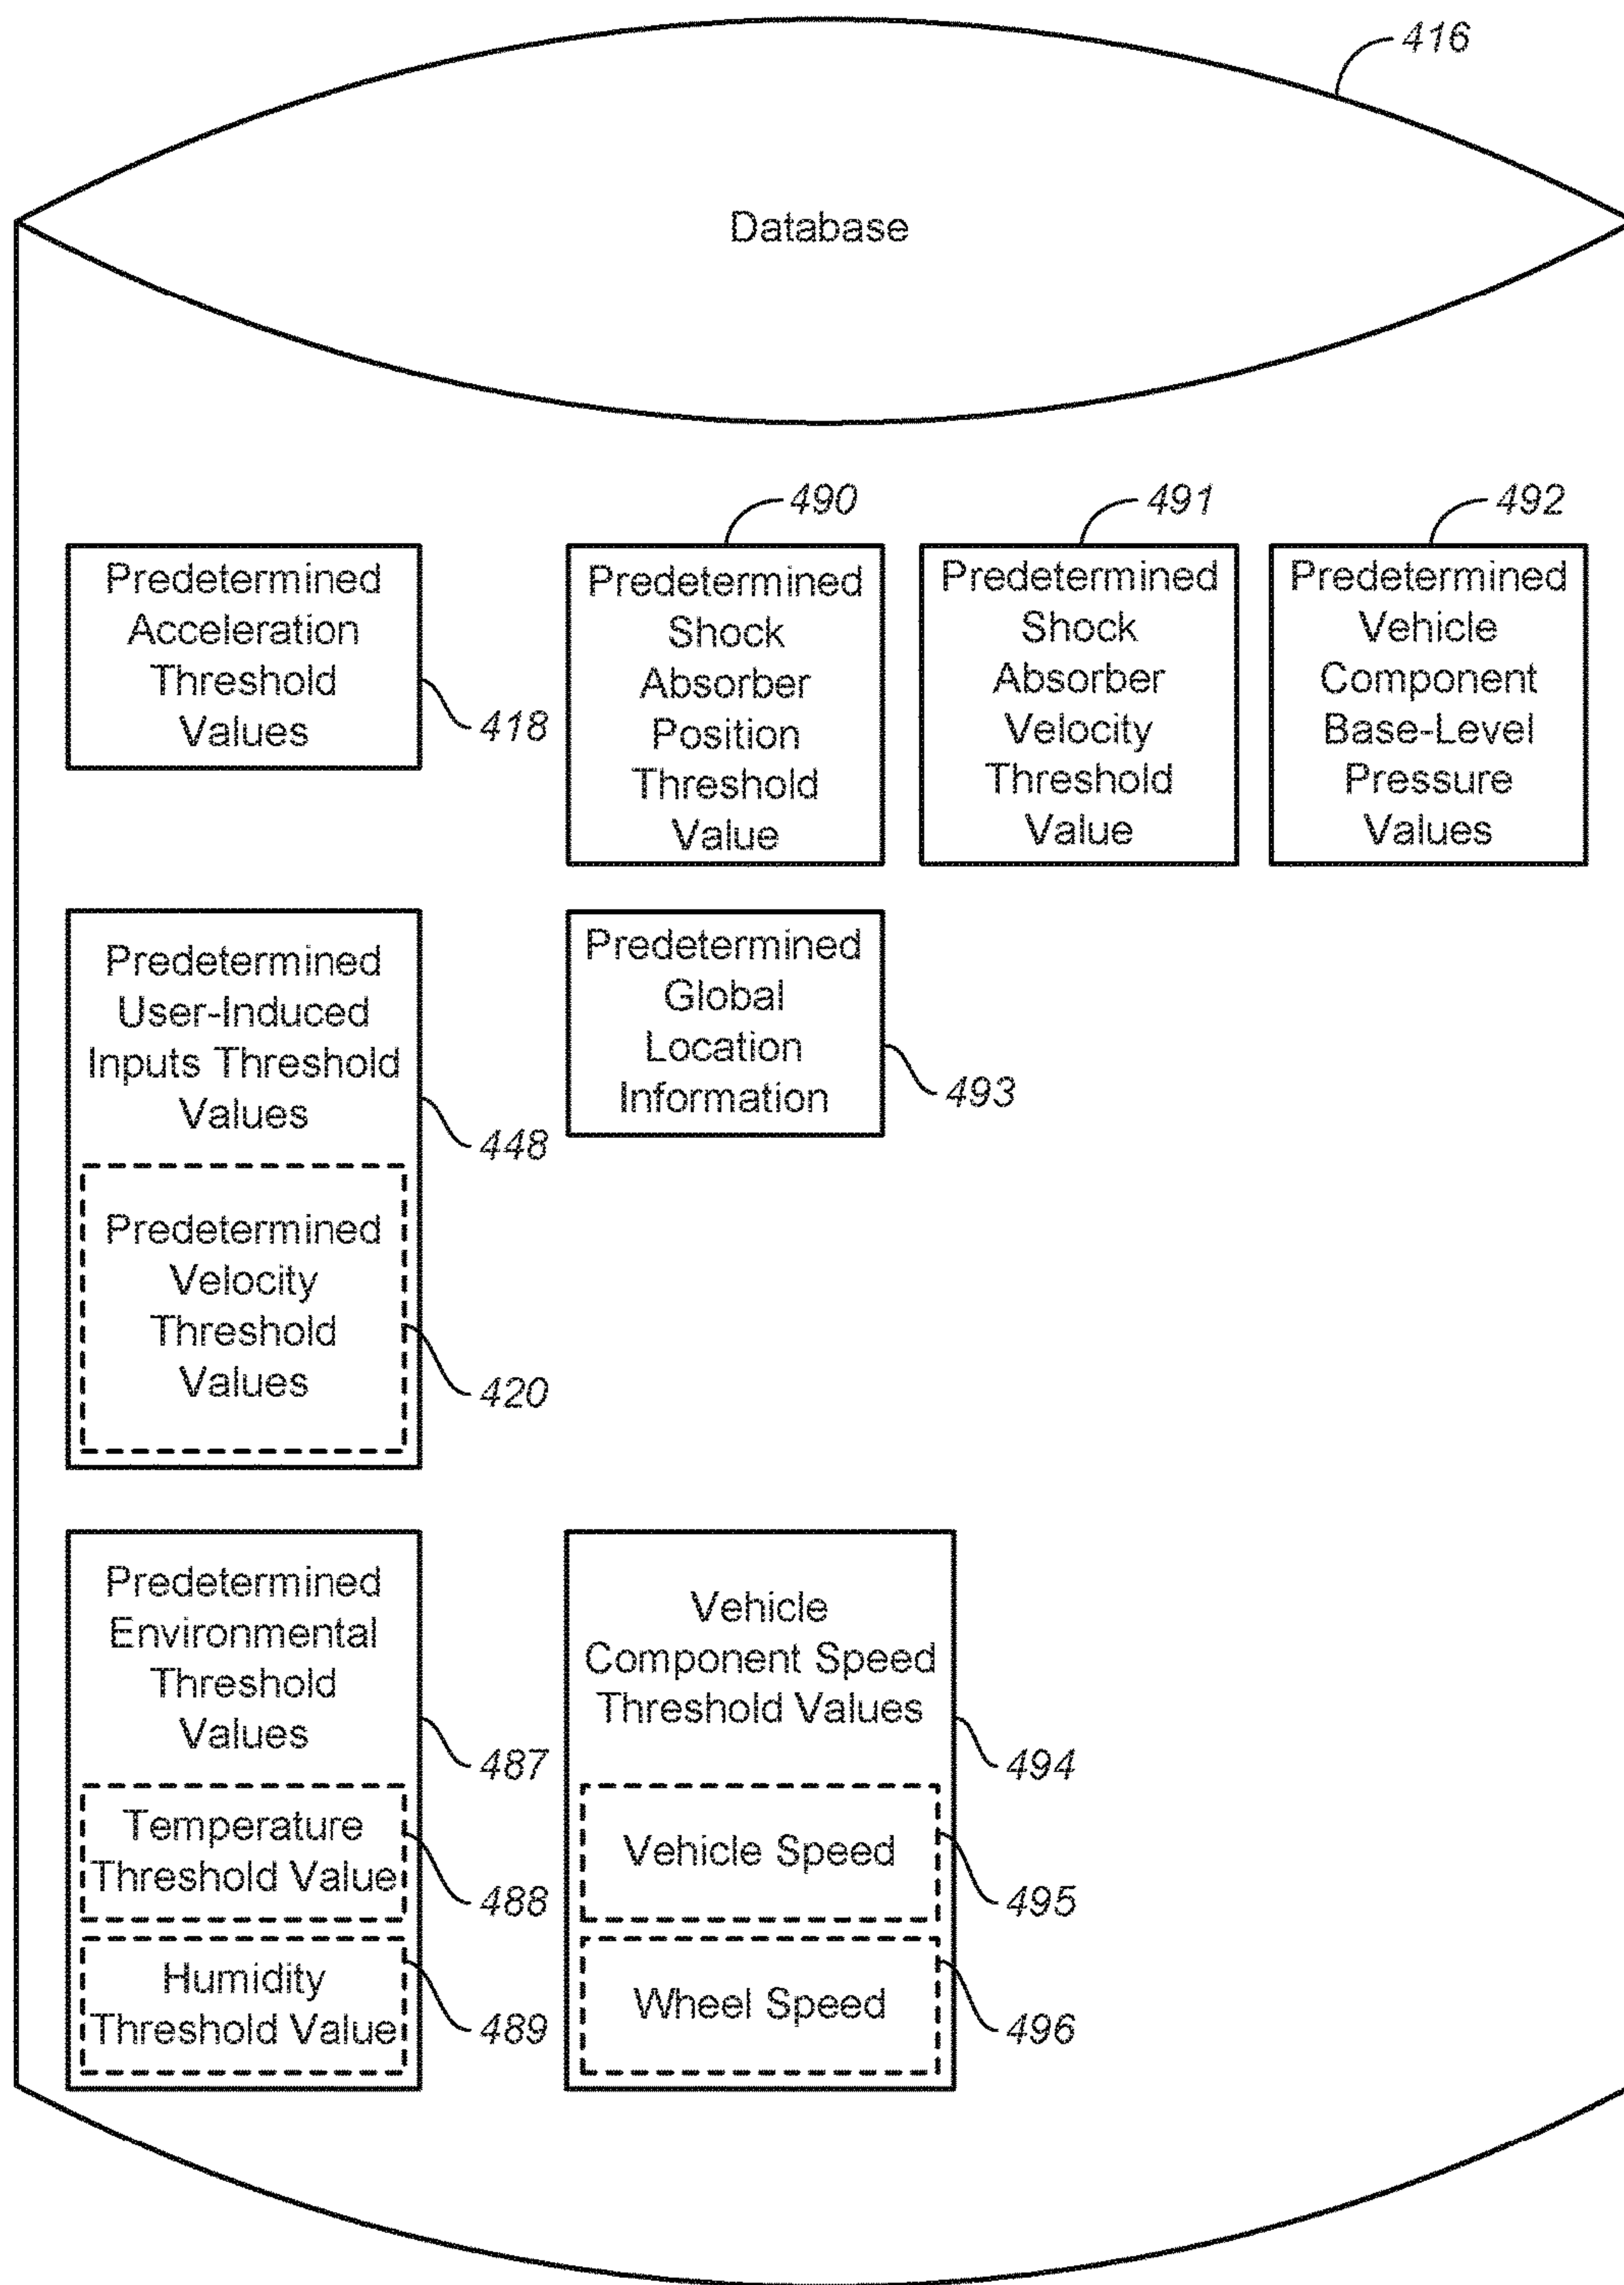 416
Database
490
491
492
Predetermined
Acceleration
Threshold
Values
418
Predetermined
Shock
Absorber
Position
Threshold
Value
Predetermined
Shock
Absorber
Velocity
Threshold
Value
Predetermined
Vehicle
Component
Base-Level
Pressure
Values
Predetermined
User-Induced
Inputs Threshold
Values
448
Predetermined
Velocity
Threshold
Values
420
Predetermined
Global
Location
Information
493
Predetermined
Environmental
Threshold
Values
487
Temperature
Threshold Value
488
Humidity
Threshold Value
489
Vehicle
Component Speed
Threshold Values
494
Vehicle Speed
495
Wheel Speed
496